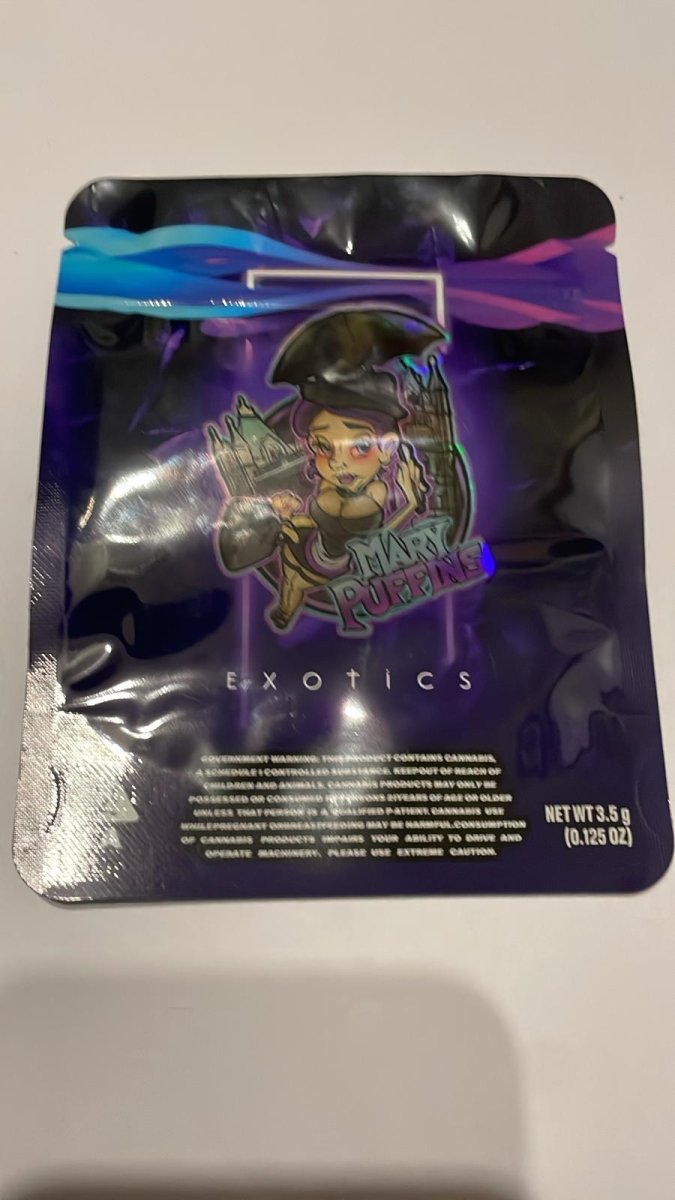 MARY
PUFFINS
EXOTiCS
GOVERNMENT WARNING: THIS PRODUCT CONTAINS CANNABIS,
A SCHEDULE I CONTROLLED SUBSTANCE. KEEP OUT OF REACH OF
CHILDREN AND ANIMALS. CANNABIS PRODUCTS MAY ONLY BE
POSSESSED OR CONSUMED BY PERSONS 21 YEARS OF AGE OR OLDER
UNLESS THAT PERSON IS A QUALIFIED PATIENT. CANNABIS USE
WHILE PREGNANT OR BREASTFEEDING MAY BE HARMFUL. CONSUMPTION
OF CANNABIS PRODUCTS IMPAIRS YOUR ABILITY TO DRIVE AND
OPERATE MACHINERY. PLEASE USE EXTREME CAUTION.
NET WT 3.5 g
(0.125 OZ)